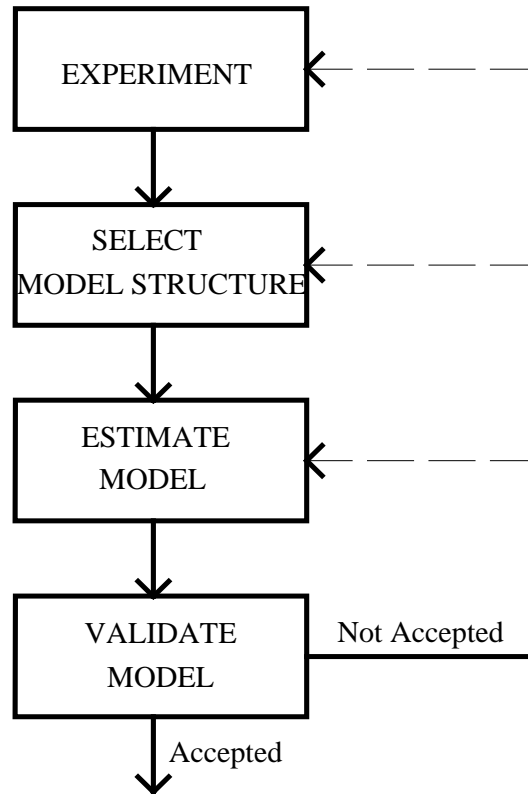 EXPERIMENT
SELECT
MODEL STRUCTURE
ESTIMATE
MODEL
VALIDATE
MODEL
Not Accepted
Accepted